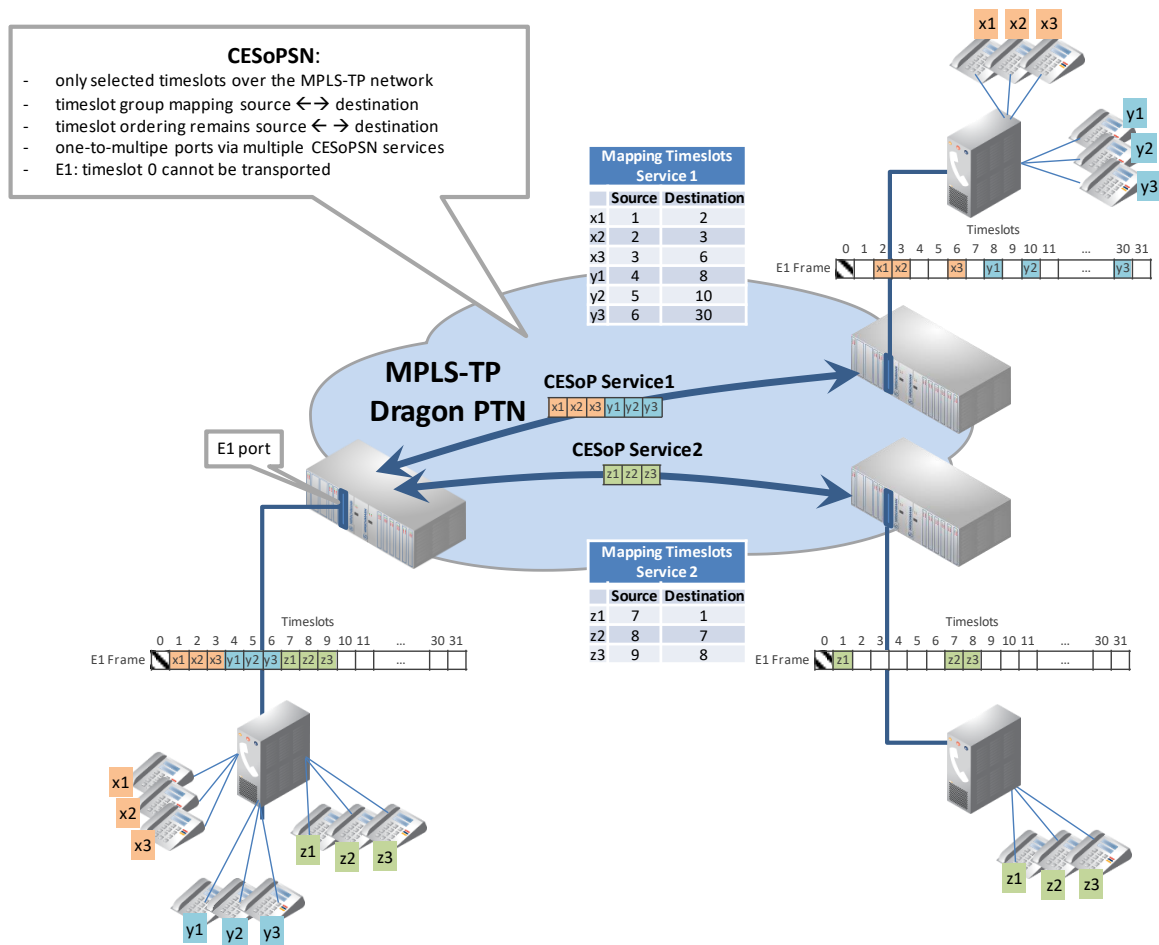 CESoPSN:
- only selected timeslots over the MPLS-TP network
- timeslot group mapping source ←→ destination
- timeslot ordering remains source ← → destination
- one-to-multipe ports via multiple CESoPSN services
- E1: timeslot 0 cannot be transported
x1 x2 x3
y1
y2
y3
Mapping Timeslots
Service 1
Source Destination
x1 1 2
x2 2 3
x3 3 6
y1 4 8
y2 5 10
y3 6 30
Timeslots
0 1 2 3 4 5 6 7 8 9 10 11 ... 30 31
E1 Frame x1 x2 x3 y1 y2 ... y3
MPLS-TP
Dragon PTN
CESoP Service1
x1 x2 x3 y1 y2 y3
E1 port
CESoP Service2
z1 z2 z3
Mapping Timeslots
Service 2
Source Destination
z1 7 1
z2 8 7
z3 9 8
Timeslots
0 1 2 3 4 5 6 7 8 9 10 11 ... 30 31
E1 Frame x1 x2 x3 y1 y2 y3 z1 z2 z3 ...
Timeslots
0 1 2 3 4 5 6 7 8 9 10 11 ... 30 31
E1 Frame z1 z2 z3 ...
x1
x2
x3
z1 z2 z3
y1 y2 y3
z1 z2 z3